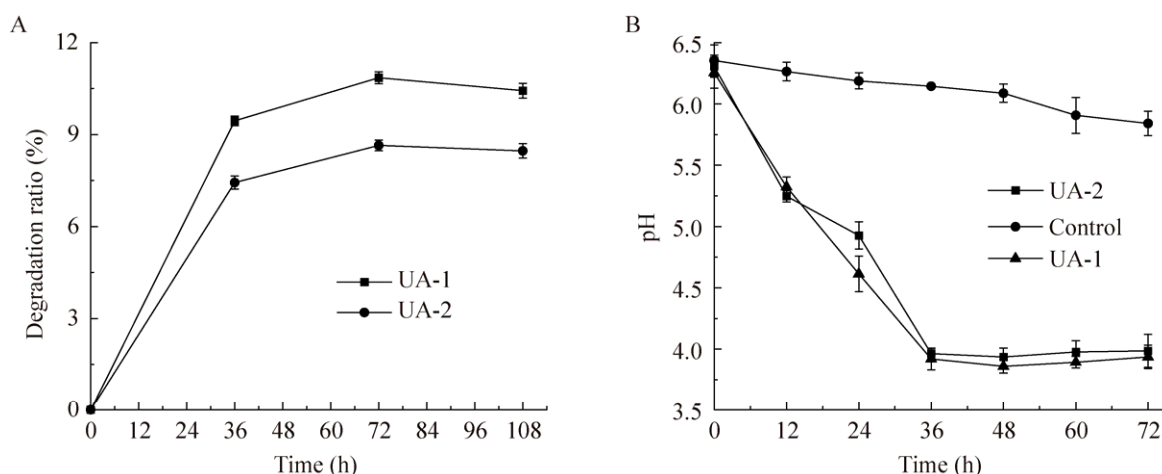 A
12
9
6
3
0
Degradation ratio (%)
UA-1
UA-2
0 12 24 36 48 60 72 84 96 108
Time (h)
B
6.5
6.0
5.5
5.0
4.5
4.0
3.5
pH
UA-2
Control
UA-1
0 12 24 36 48 60 72
Time (h)